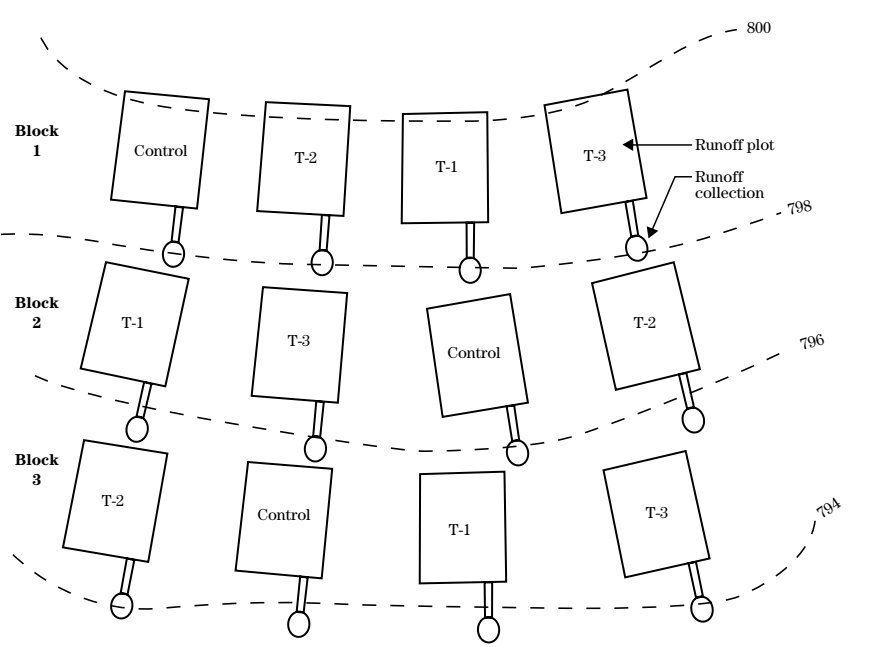 800
Block
1
Control
T-2
T-1
T-3
Runoff plot
Runoff
collection
798
Block
2
T-1
T-3
Control
T-2
796
Block
3
T-2
Control
T-1
T-3
794